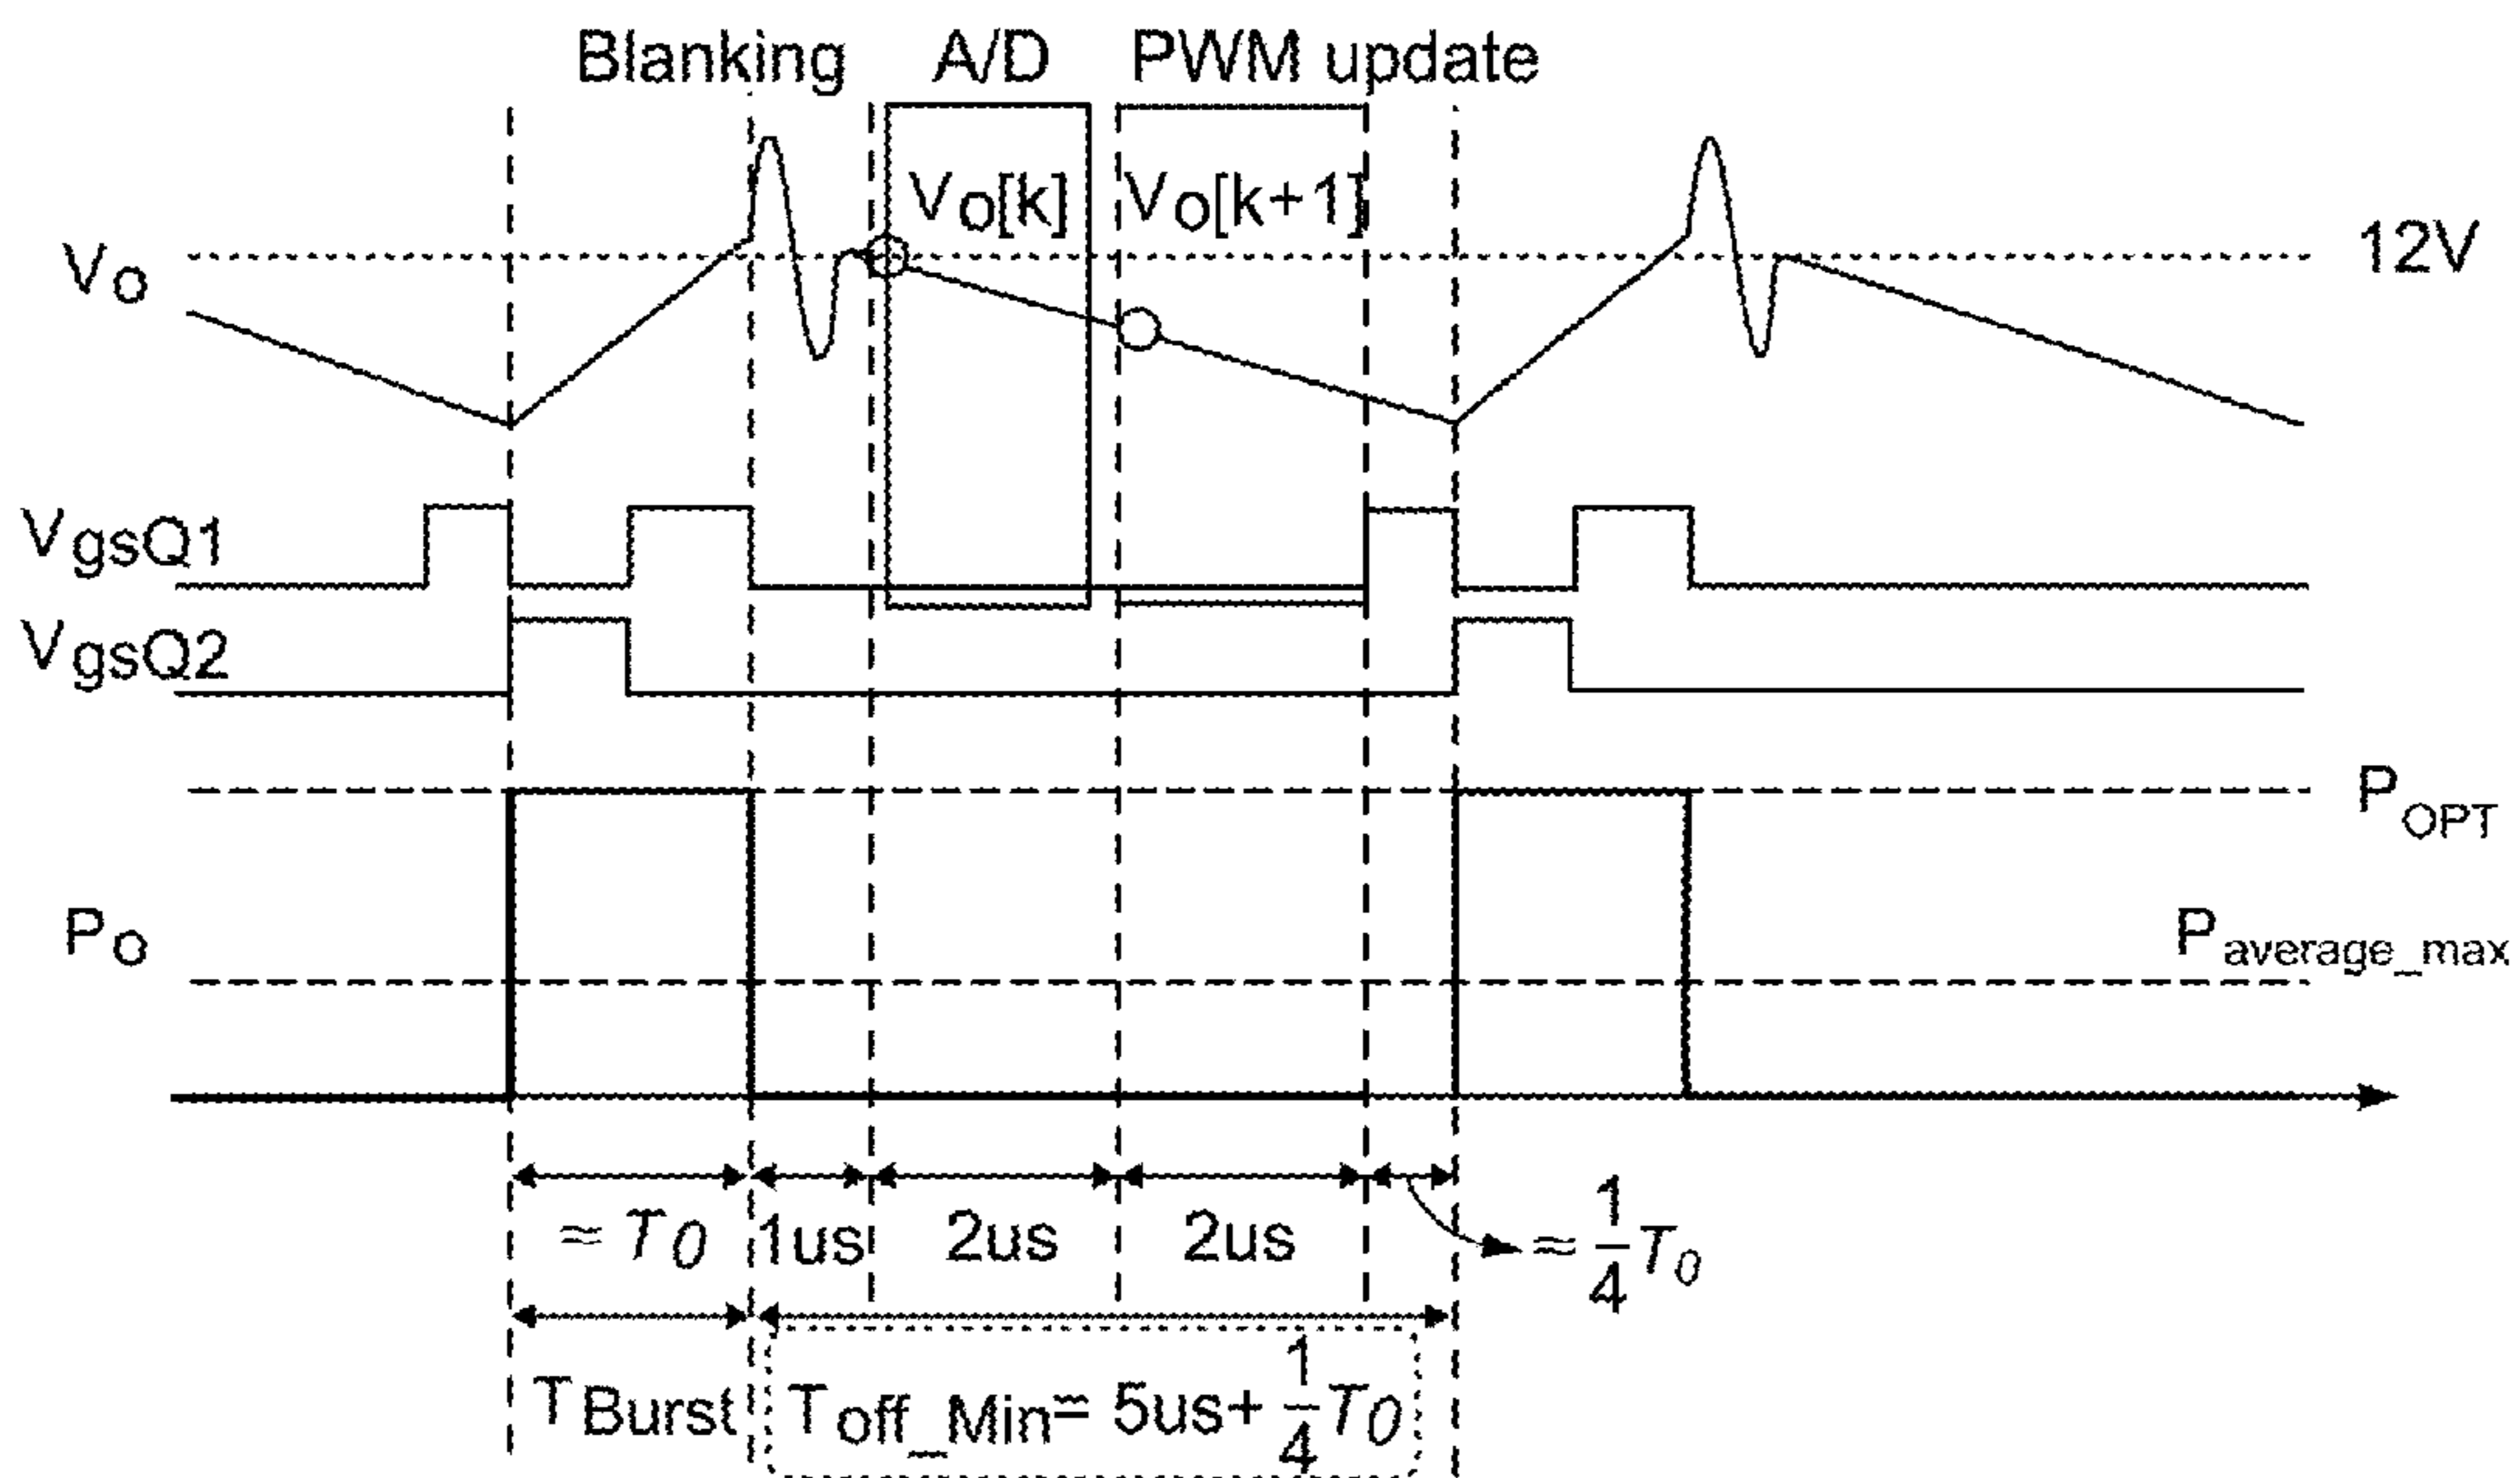 Blanking A/D PWM update
Vo[k] Vo[k+1]
Vo 12V
VgsQ1
VgsQ2
POPT
Po Paverage_max
≈ T0 1us 2us 2us ≈ 1/4 T0
TBurst Toff_Min= 5us+ 1/4 T0